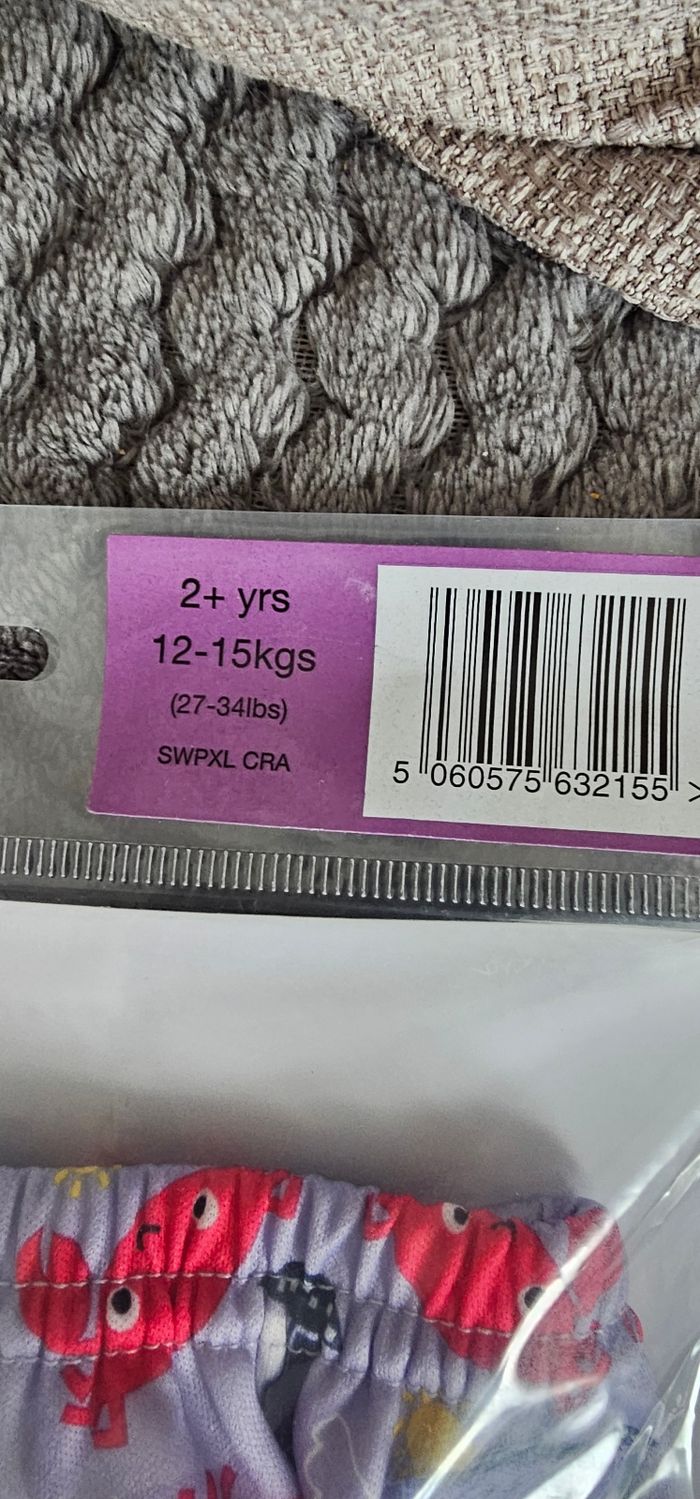 2+ yrs
12-15kgs
(27-34lbs)
SWPXL CRA
5 060575 632155 >